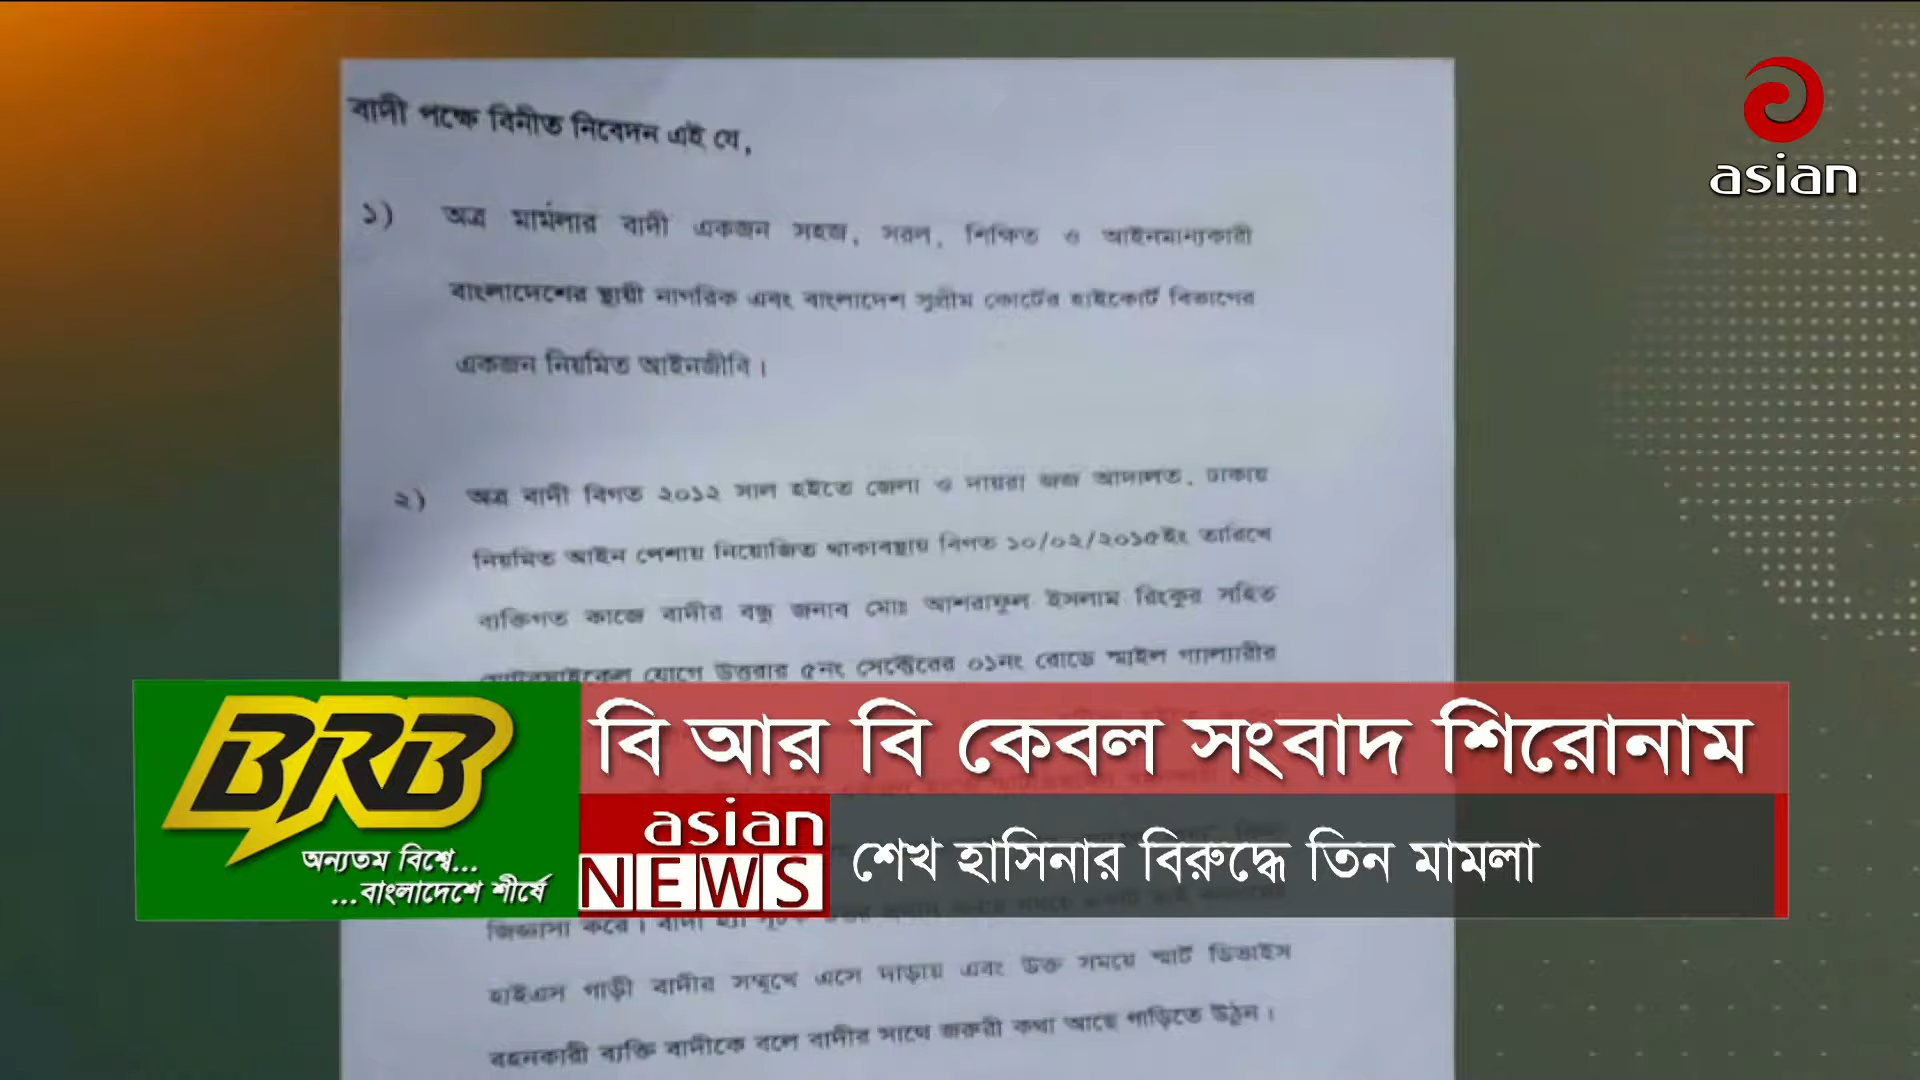 বাদী পক্ষে বিনীত নিবেদন এই যে,
asian
১) অত্র মামলার বাদী একজন সহজ, সরল, শিক্ষিত ও আইনমান্যকারী
বাংলাদেশের স্থায়ী নাগরিক এবং বাংলাদেশ সুপ্রীম কোর্টের হাইকোর্ট বিভাগের
একজন নিয়মিত আইনজীবি।
২) অত্র বাদী বিগত ২০১২ সাল হইতে জেলা ও দায়রা জজ আদালত, ঢাকায়
নিয়মিত আইন পেশায় নিয়োজিত থাকাবস্থায় বিগত ১০/০২/২০১৫ইং তারিখে
ব্যক্তিগত কাজে বাদীর বন্ধু জনাব মোঃ আশরাফুল ইসলাম রিংকুর সহিত
যোগে উত্তরার ৫নং সেক্টরের ০১নং রোডে স্মাইল গ্যালারীর
BRB
অন্যতম বিশ্বে...
...বাংলাদেশে শীর্ষে
বি আর বি কেবল সংবাদ শিরোনাম
asian
NEWS
শেখ হাসিনার বিরুদ্ধে তিন মামলা
জিজ্ঞাসা করে। বাদী
হাইএস গাড়ী বাদীর সম্মুখে এসে দাড়ায় এবং উক্ত সময়ে স্মার্ট ডিভাইস
বহনকারী ব্যক্তি বাদীকে বলে বাদীর সাথে জরুরী কথা আছে গাড়িতে উঠুন।